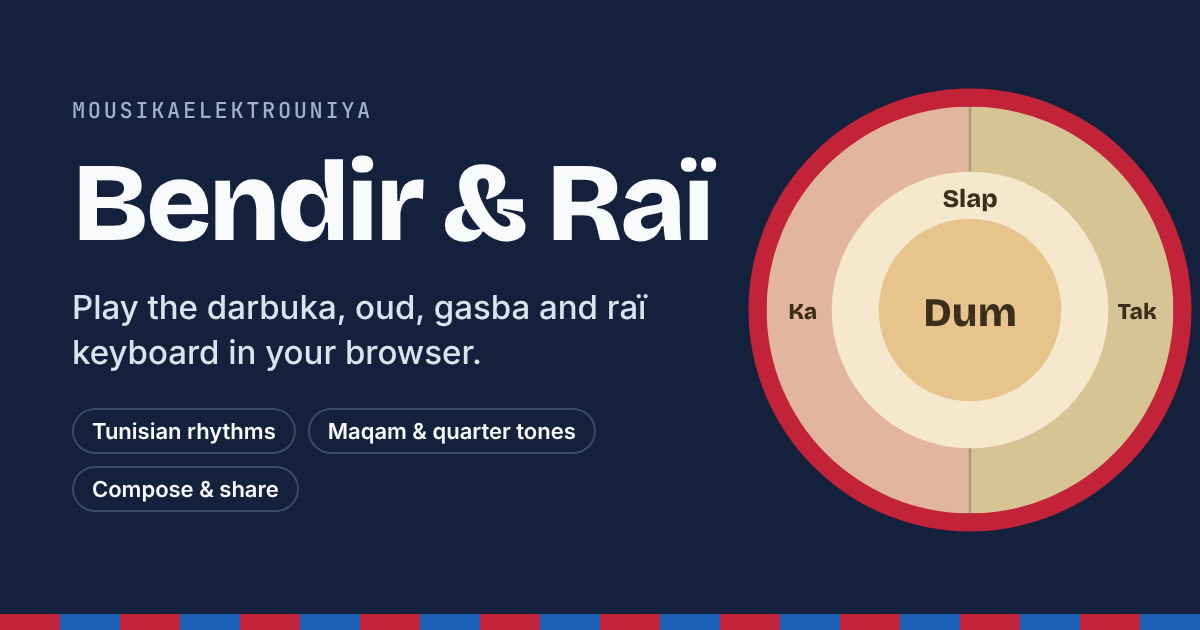 MOUSIKAELEKTROUNIYA
Bendir & Raï
Play the darbuka, oud, gasba and raï
keyboard in your browser.
Tunisian rhythms
Maqam & quarter tones
Compose & share
Slap
Ka
Dum
Tak